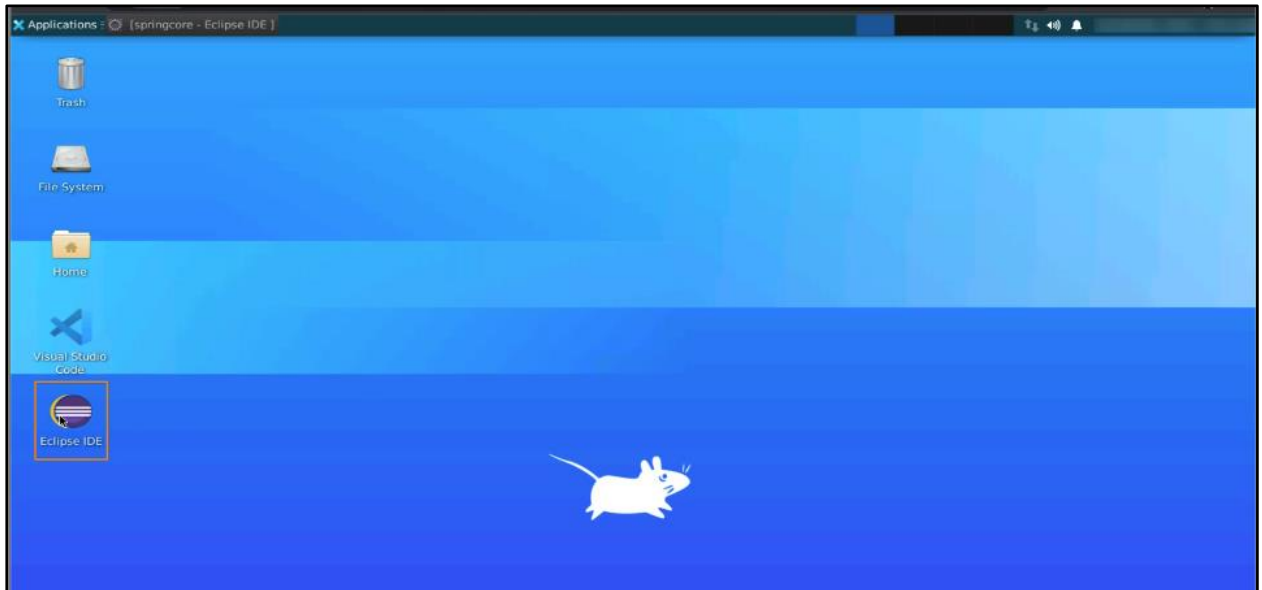 Applications
[springcore - Eclipse IDE ]
Trash
File System
Home
Visual Studio
Code
Eclipse IDE